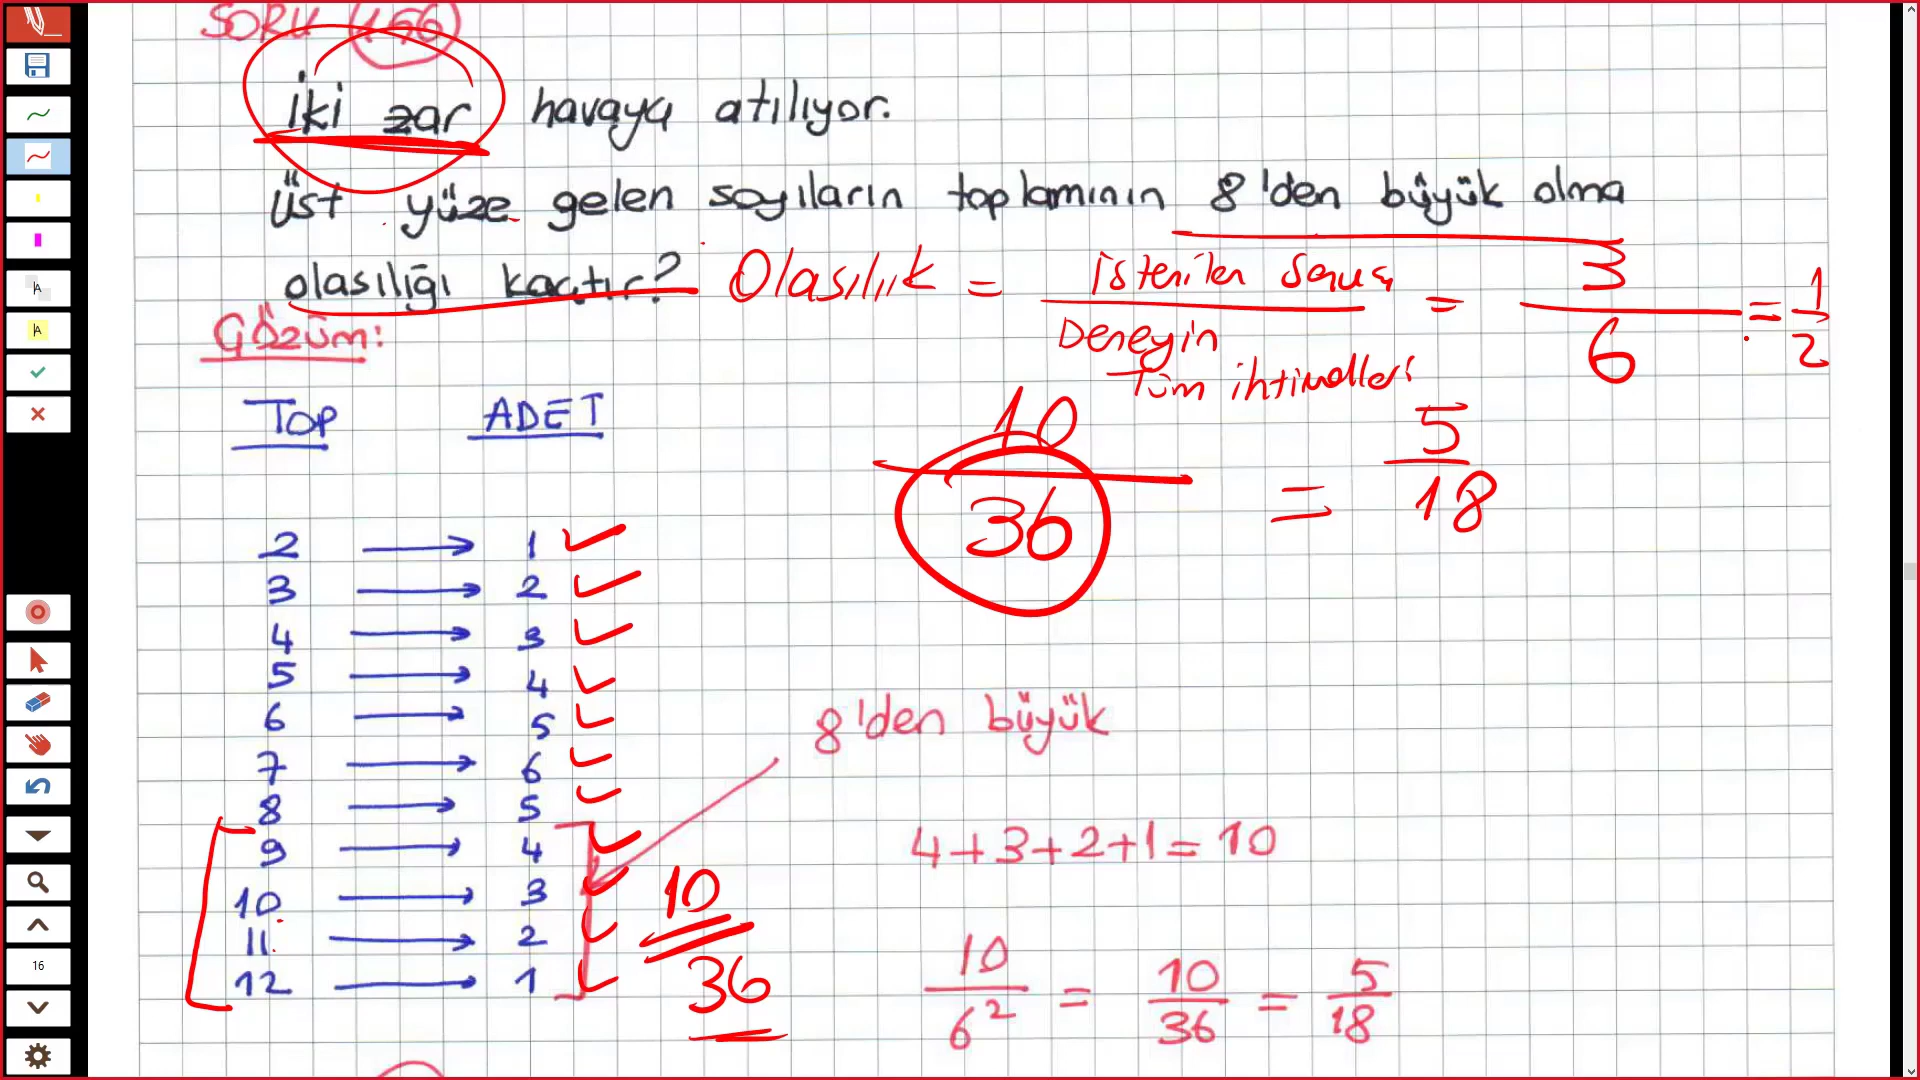 SORU 166
İki zar havaya atılıyor.
Üst yüze gelen sayıların toplamının 8'den büyük olma
olasılığı kaçtır?
Olasılık = İstenilen Sonuç / Deneyin Tüm ihtimalleri = 3/6 = 1/2
Çözüm:
TOP ADET
10/36 = 5/18
2 → 1 ✓
3 → 2 ✓
4 → 3 ✓
5 → 4 ✓
6 → 5 ✓
7 → 6 ✓
8 → 5 ✓
9 → 4 ✓
10 → 3 ✓
11 → 2 ✓
12 → 1 ✓
10/36
8'den büyük
4+3+2+1=10
10/6² = 10/36 = 5/18
A
A
16